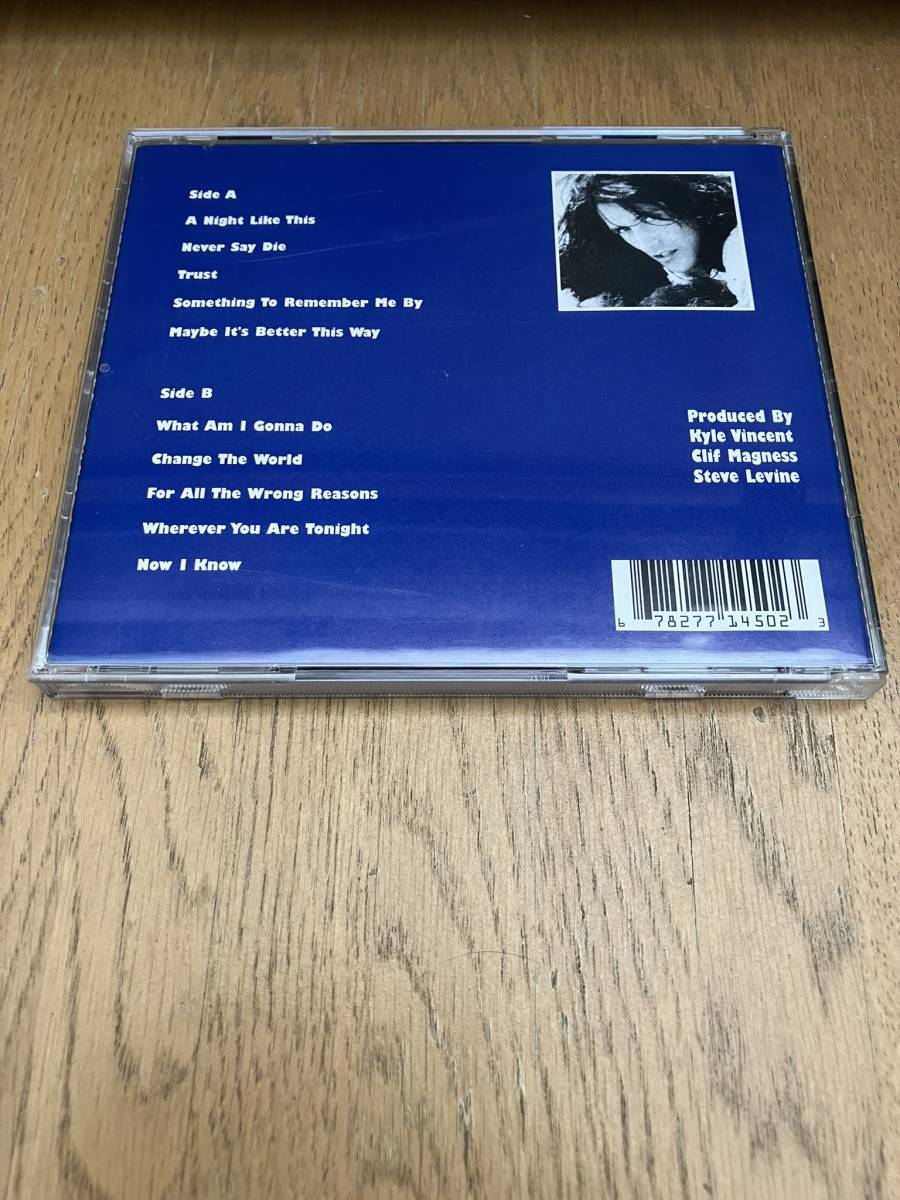 Side A
A Night Like This
Never Say Die
Trust
Something To Remember Me By
Maybe It's Better This Way
Side B
What Am I Gonna Do
Change The World
For All The Wrong Reasons
Wherever You Are Tonight
Now I Know
Produced By
Kyle Vincent
Clif Magness
Steve Levine
6 78277 14502 3